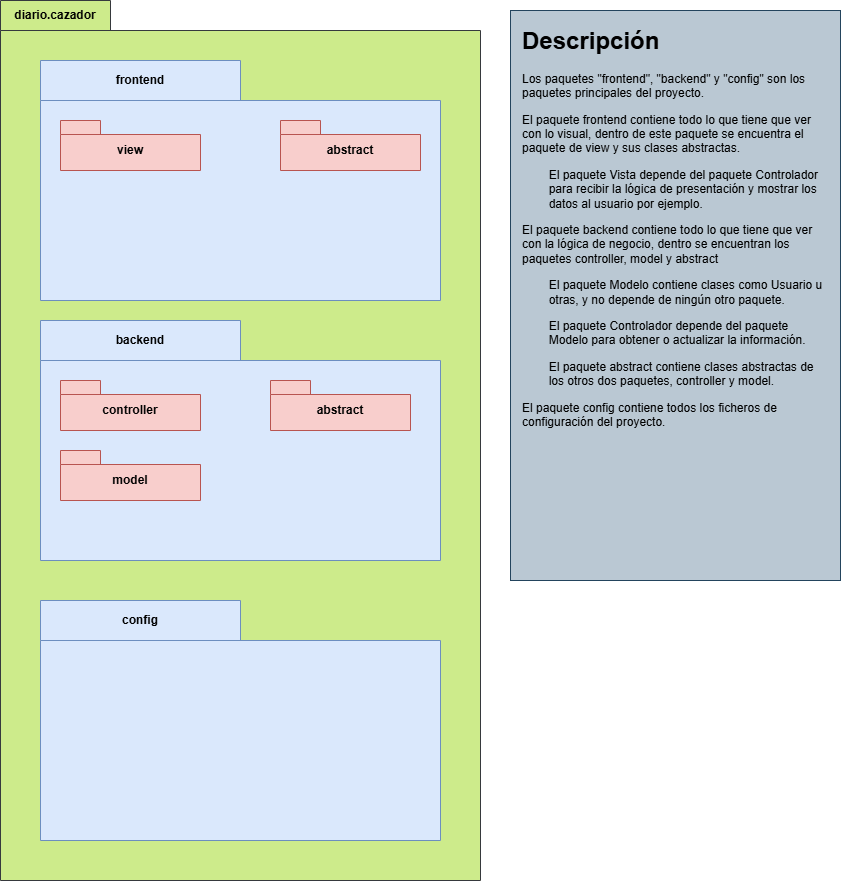 diario.cazador
frontend
view
abstract
backend
controller
abstract
model
config
Descripción
Los paquetes "frontend", "backend" y "config" son los
paquetes principales del proyecto.
El paquete frontend contiene todo lo que tiene que ver
con lo visual, dentro de este paquete se encuentra el
paquete de view y sus clases abstractas.
El paquete Vista depende del paquete Controlador
para recibir la lógica de presentación y mostrar los
datos al usuario por ejemplo.
El paquete backend contiene todo lo que tiene que ver
con la lógica de negocio, dentro se encuentran los
paquetes controller, model y abstract
El paquete Modelo contiene clases como Usuario u
otras, y no depende de ningún otro paquete.
El paquete Controlador depende del paquete
Modelo para obtener o actualizar la información.
El paquete abstract contiene clases abstractas de
los otros dos paquetes, controller y model.
El paquete config contiene todos los ficheros de
configuración del proyecto.